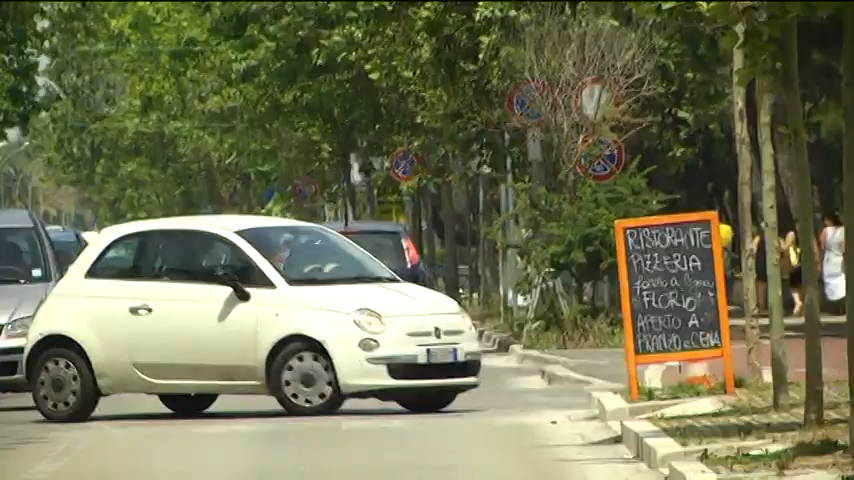 RISTORANTE
PIZZERIA
"FLORIO"
APERTO A
PRANZO e CENA